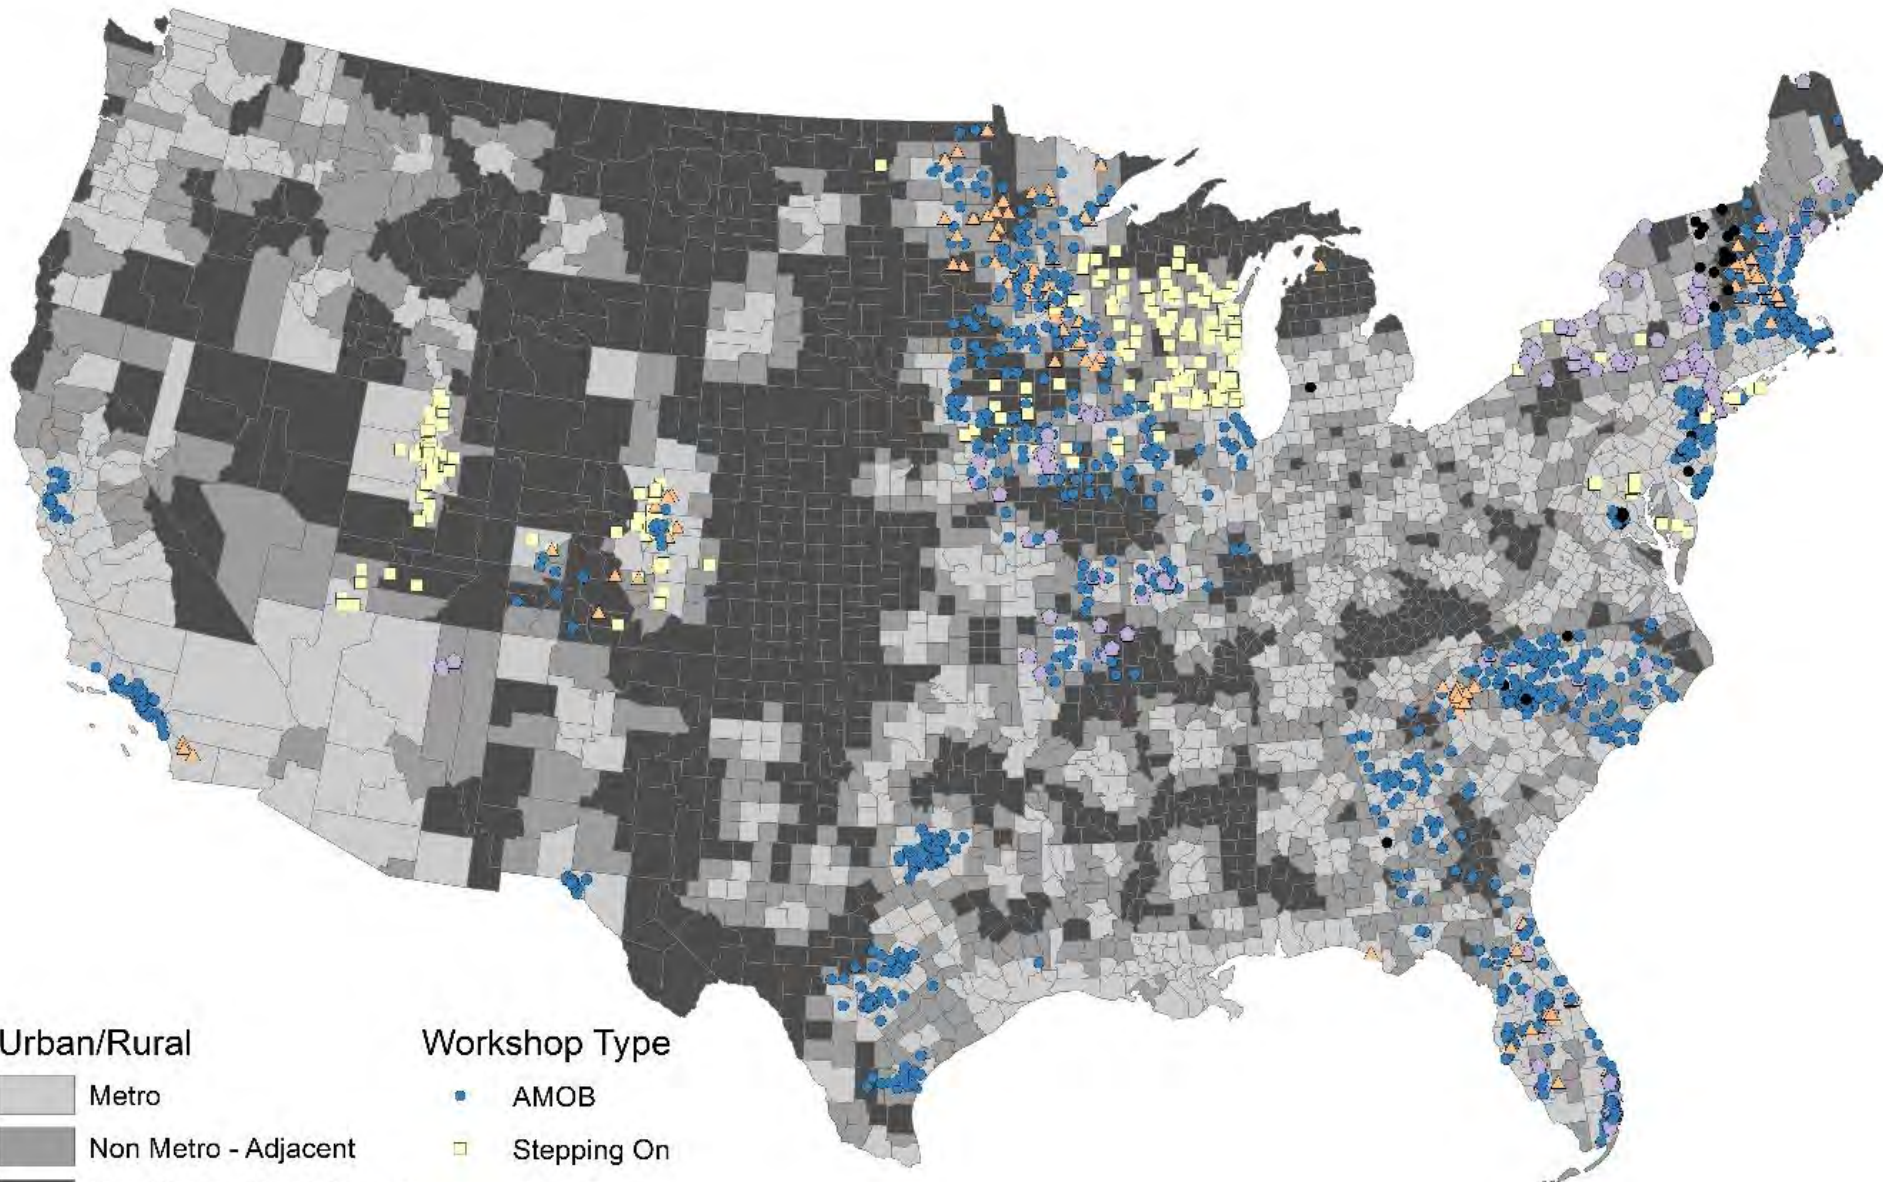 Urban/Rural
Metro
Non Metro - Adjacent
Workshop Type
AMOB
Stepping On